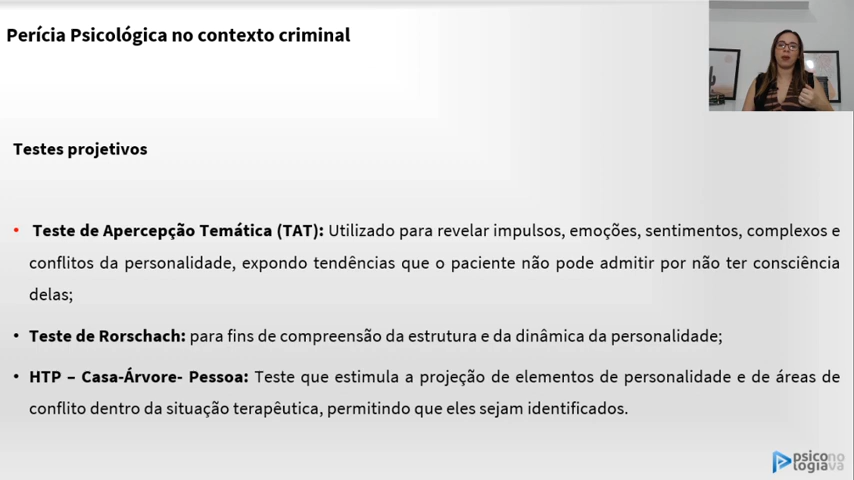 Perícia Psicológica no contexto criminal
Testes projetivos
• Teste de Apercepção Temática (TAT): Utilizado para revelar impulsos, emoções, sentimentos, complexos e
conflitos da personalidade, expondo tendências que o paciente não pode admitir por não ter consciência
delas;
• Teste de Rorschach: para fins de compreensão da estrutura e da dinâmica da personalidade;
• HTP – Casa-Árvore- Pessoa: Teste que estimula a projeção de elementos de personalidade e de áreas de
conflito dentro da situação terapêutica, permitindo que eles sejam identificados.
psicono
logiava